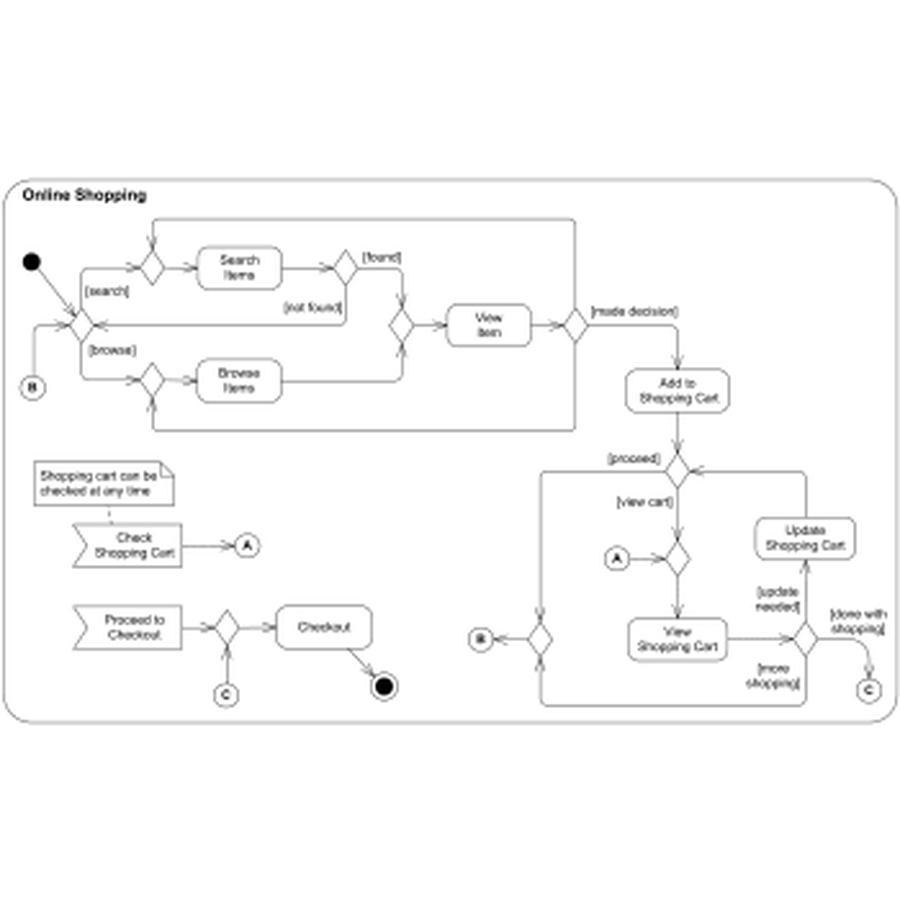 Online Shopping
Search
Items
[found]
[search]
[not found]
[made decision]
View
Item
[browse]
Browse
Items
B
Add to
Shopping Cart
[proceed]
Shopping cart can be
checked at any time
[view cart]
Check
Shopping Cart
A
A
Update
Shopping Cart
[update
needed]
[done with
shopping]
Proceed to
Checkout
Checkout
B
View
Shopping Cart
[more
shopping]
C
C